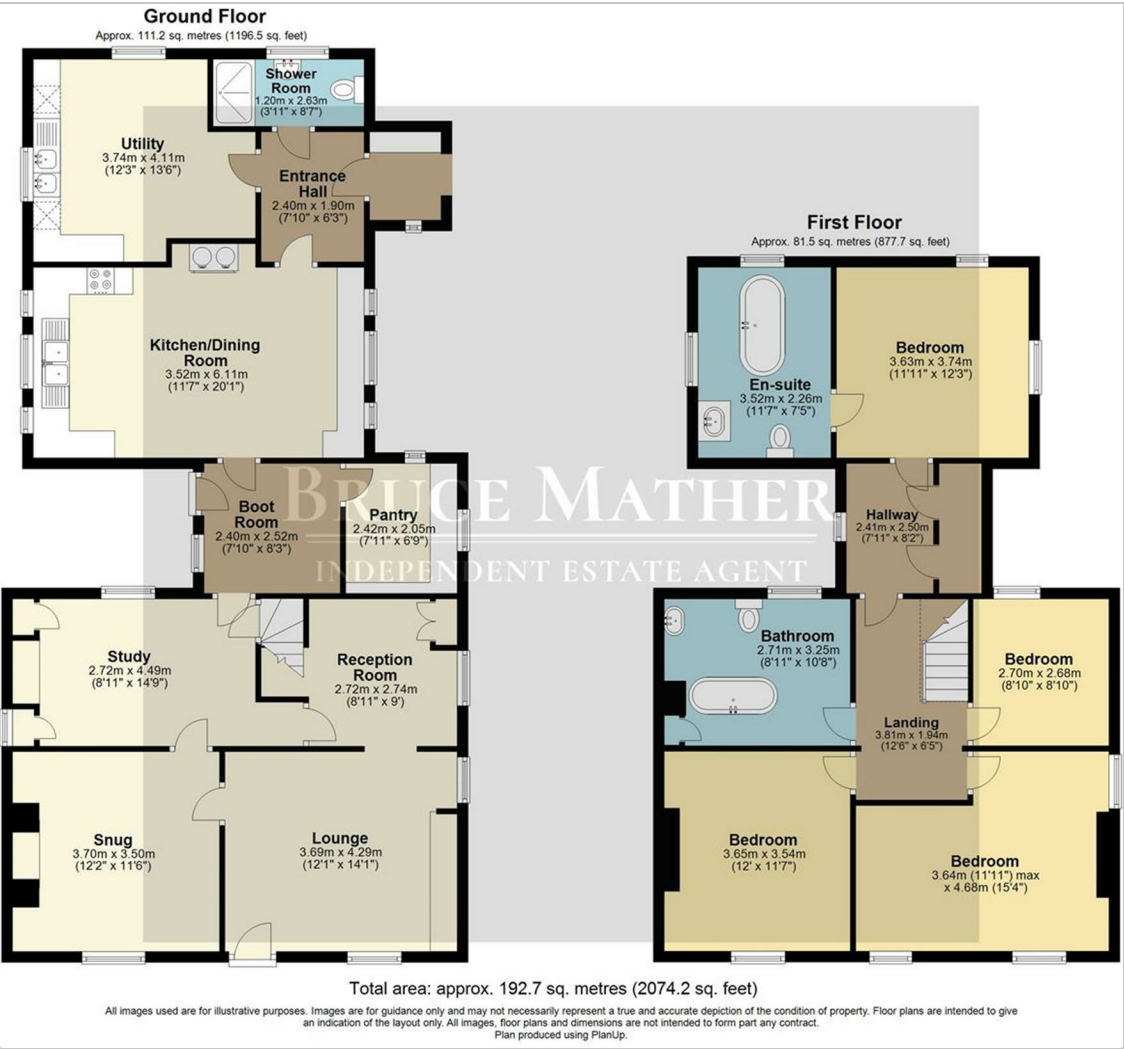 Ground Floor
Approx. 111.2 sq. metres (1196.5 sq. feet)
Shower
Room
1.20m x 2.63m
(3'11" x 8'7")
Utility
3.74m x 4.11m
(12'3" x 13'6")
Entrance
Hall
2.40m x 1.90m
(7'10" x 6'3")
Kitchen/Dining
Room
3.52m x 6.11m
(11'7" x 20'1")
Boot
Room
2.40m x 2.52m
(7'10" x 8'3")
Pantry
2.42m x 2.05m
(7'11" x 6'9")
Study
2.72m x 4.49m
(8'11" x 14'9")
Reception
Room
2.72m x 2.74m
(8'11" x 9')
Snug
3.70m x 3.50m
(12'2" x 11'6")
Lounge
3.69m x 4.29m
(12'1" x 14'1")
First Floor
Approx. 81.5 sq. metres (877.7 sq. feet)
En-suite
3.52m x 2.26m
(11'7" x 7'5")
Bedroom
3.63m x 3.74m
(11'11" x 12'3")
Hallway
2.41m x 2.50m
(7'11" x 8'2")
Bathroom
2.71m x 3.25m
(8'11" x 10'8")
Bedroom
2.70m x 2.68m
(8'10" x 8'10")
Landing
3.81m x 1.94m
(12'6" x 6'5")
Bedroom
3.65m x 3.54m
(12' x 11'7")
Bedroom
3.64m (11'11") max
x 4.68m (15'4")
BRUCE MATHER
INDEPENDENT ESTATE AGENT
Total area: approx. 192.7 sq. metres (2074.2 sq. feet)
All images used are for illustrative purposes. Images are for guidance only and may not necessarily represent a true and accurate depiction of the condition of property. Floor plans are intended to give
an indication of the layout only. All images, floor plans and dimensions are not intended to form part any contract.
Plan produced using PlanUp.